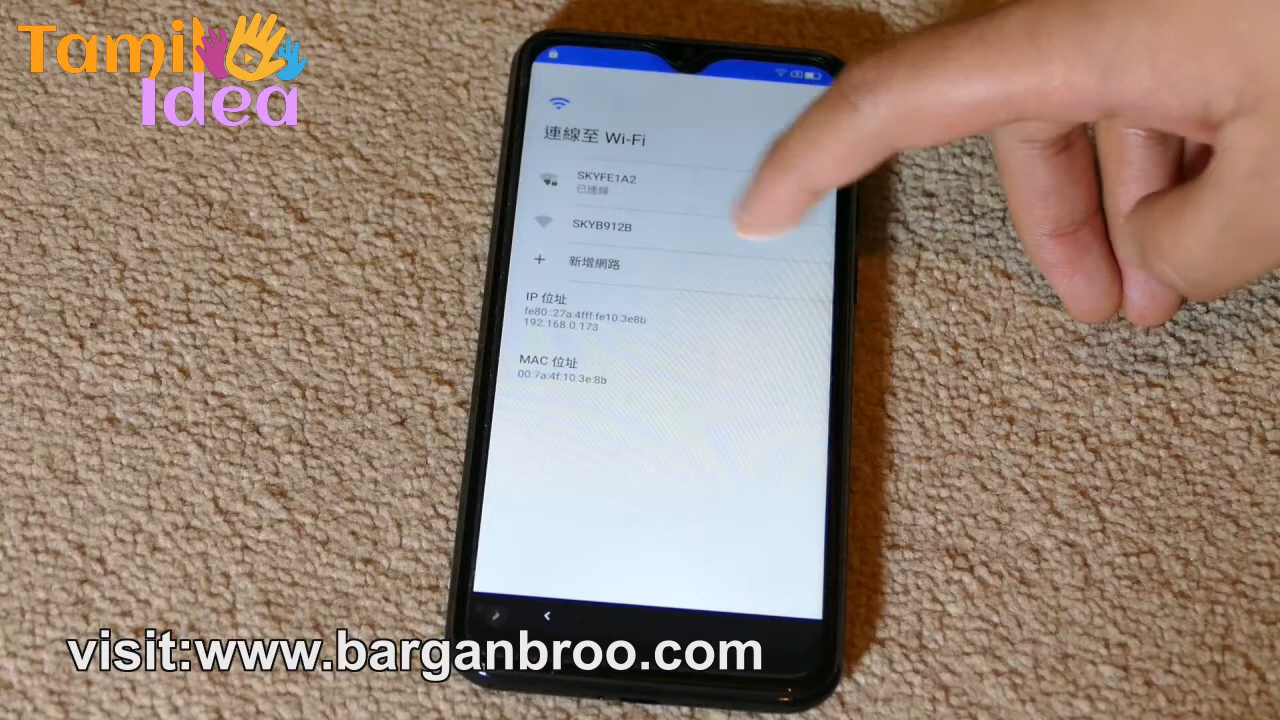 Tamil
Idea
連線至 Wi-Fi
SKYFE1A2
已連線
SKYB912B
新增網路
IP 位址
fe80::27a:4fff:fe10:3e8b
192.168.0.173
MAC 位址
00:7a:4f:10:3e:8b
visit:www.barganbroo.com